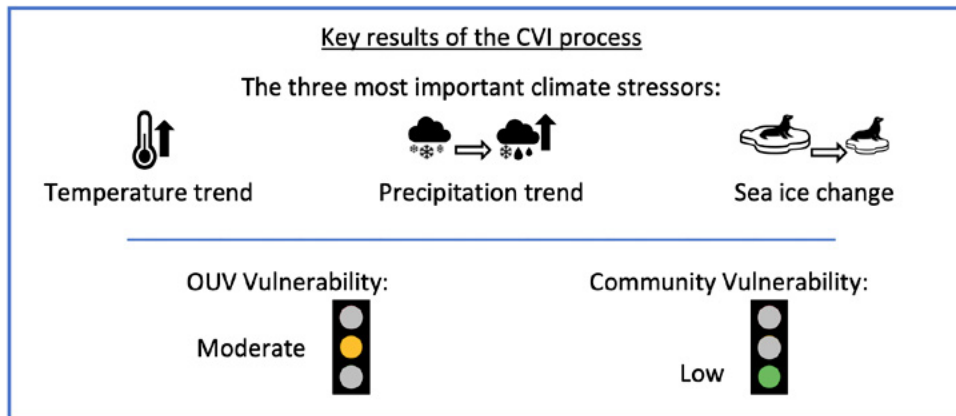 Key results of the CVI process
The three most important climate stressors:
Temperature trend
Precipitation trend
Sea ice change
OUV Vulnerability:
Moderate
Community Vulnerability:
Low